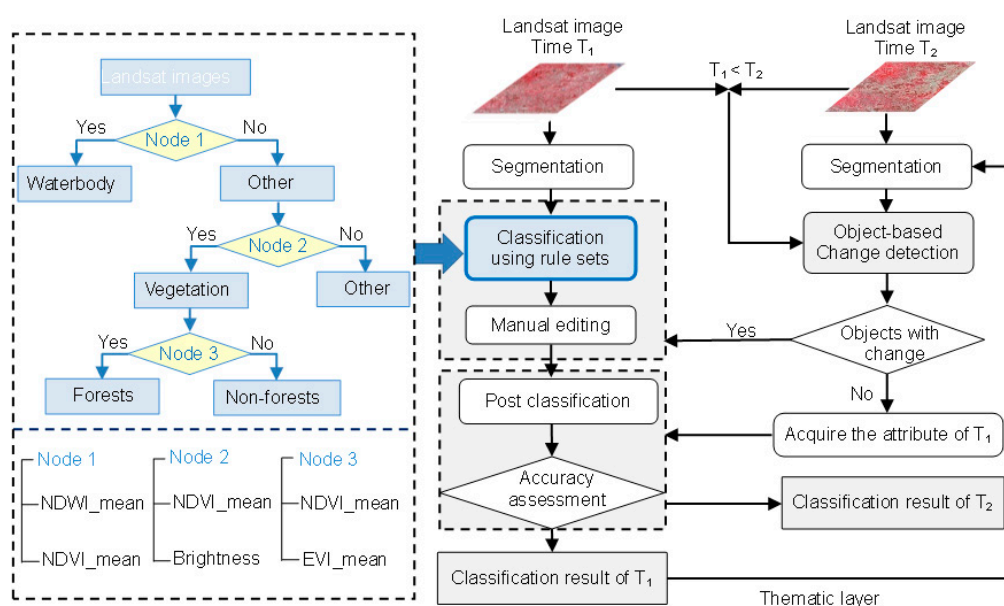 Landsat images
Yes
No
Node 1
Waterbody
Other
Yes
No
Node 2
Vegetation
Other
Yes
No
Node 3
Forests
Non-forests
Node 1
NDWI_mean
NDVI_mean
Node 2
NDVI_mean
Brightness
Node 3
NDVI_mean
EVI_mean
Landsat image
Time T1
Landsat image
Time T2
T1 < T2
Segmentation
Segmentation
Classification
using rule sets
Object-based
Change detection
Manual editing
Yes
Objects with
change
No
Post classification
Acquire the attribute of T1
Accuracy
assessment
Classification result of T2
Classification result of T1
Thematic layer